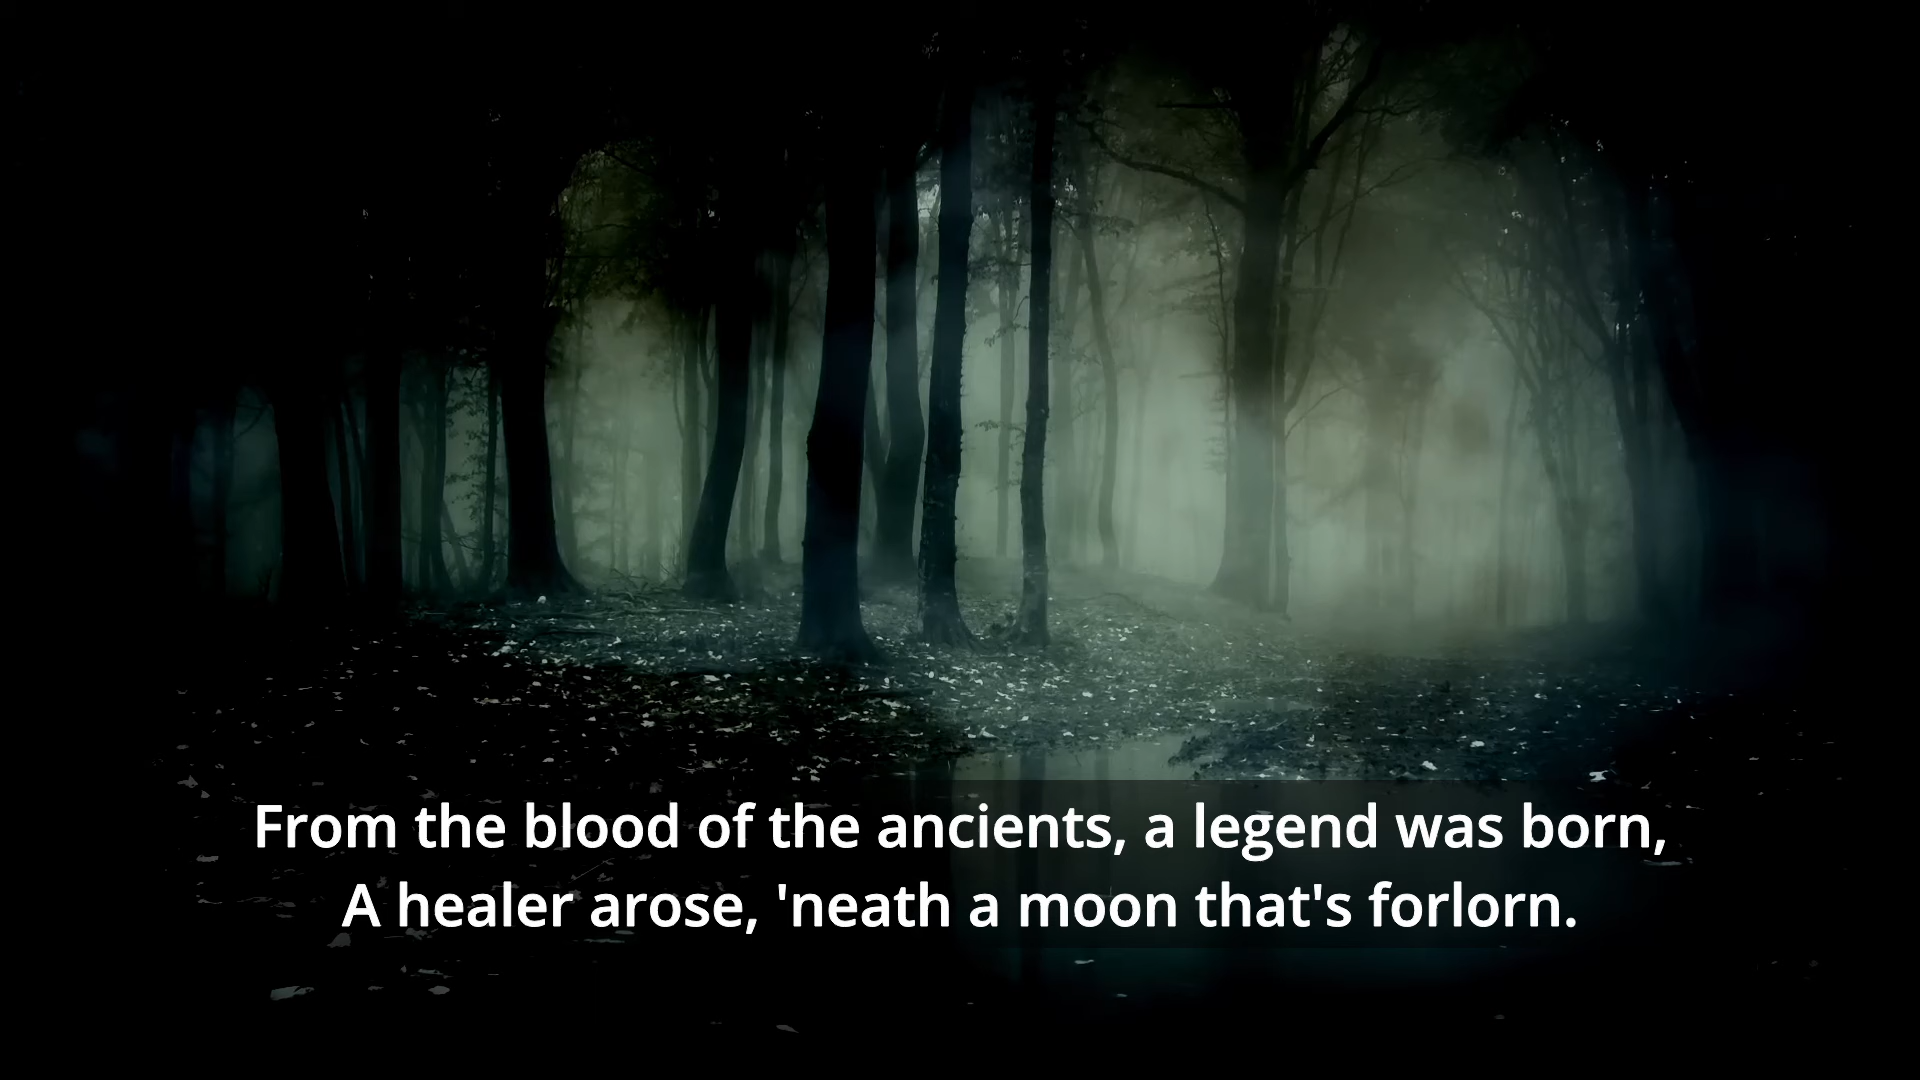 From the blood of the ancients, a legend was born,
A healer arose, 'neath a moon that's forlorn.